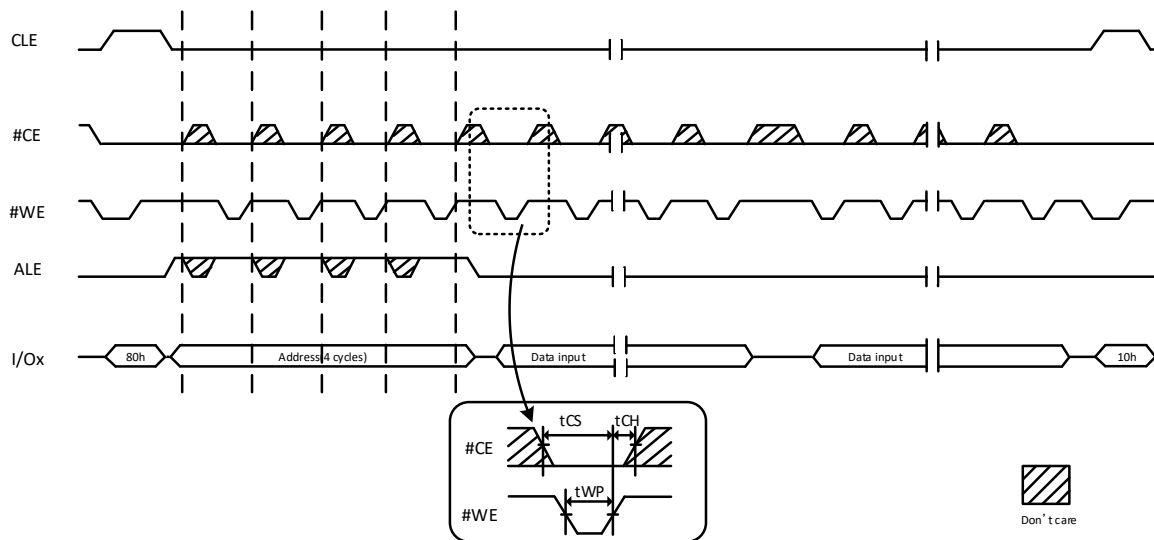 CLE
#CE
#WE
ALE
I/Ox
80h
Address(4 cycles)
Data input
Data input
10h
tCS
tCH
#CE
tWP
#WE
Don't care